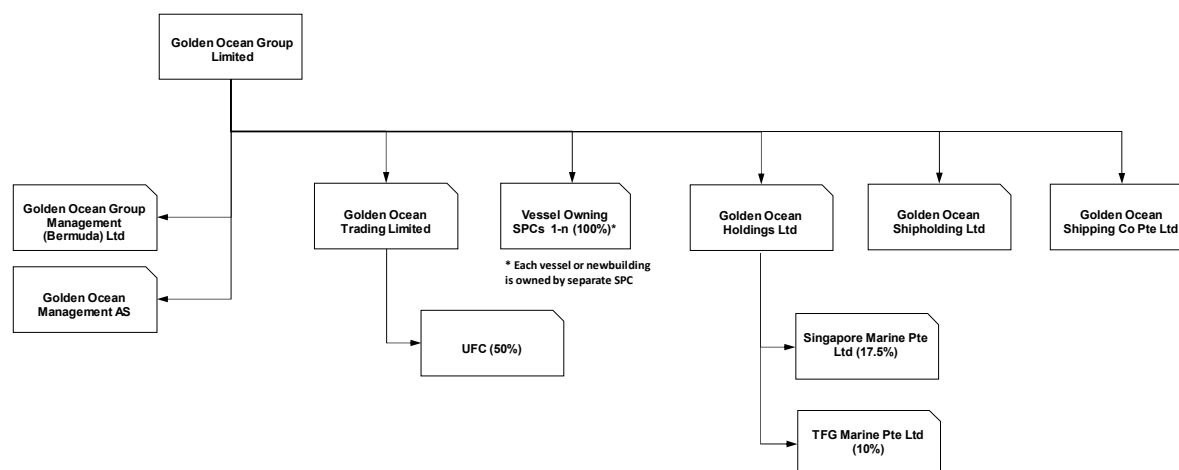 Golden Ocean Group
Limited
Golden Ocean Group
Management
(Bermuda) Ltd
Golden Ocean
Management AS
Golden Ocean
Trading Limited
UFC (50%)
Vessel Owning
SPCs 1-n (100%)*
* Each vessel or newbuilding
is owned by separate SPC
Golden Ocean
Holdings Ltd
Singapore Marine Pte
Ltd (17.5%)
TFG Marine Pte Ltd
(10%)
Golden Ocean
Shipholding Ltd
Golden Ocean
Shipping Co Pte Ltd